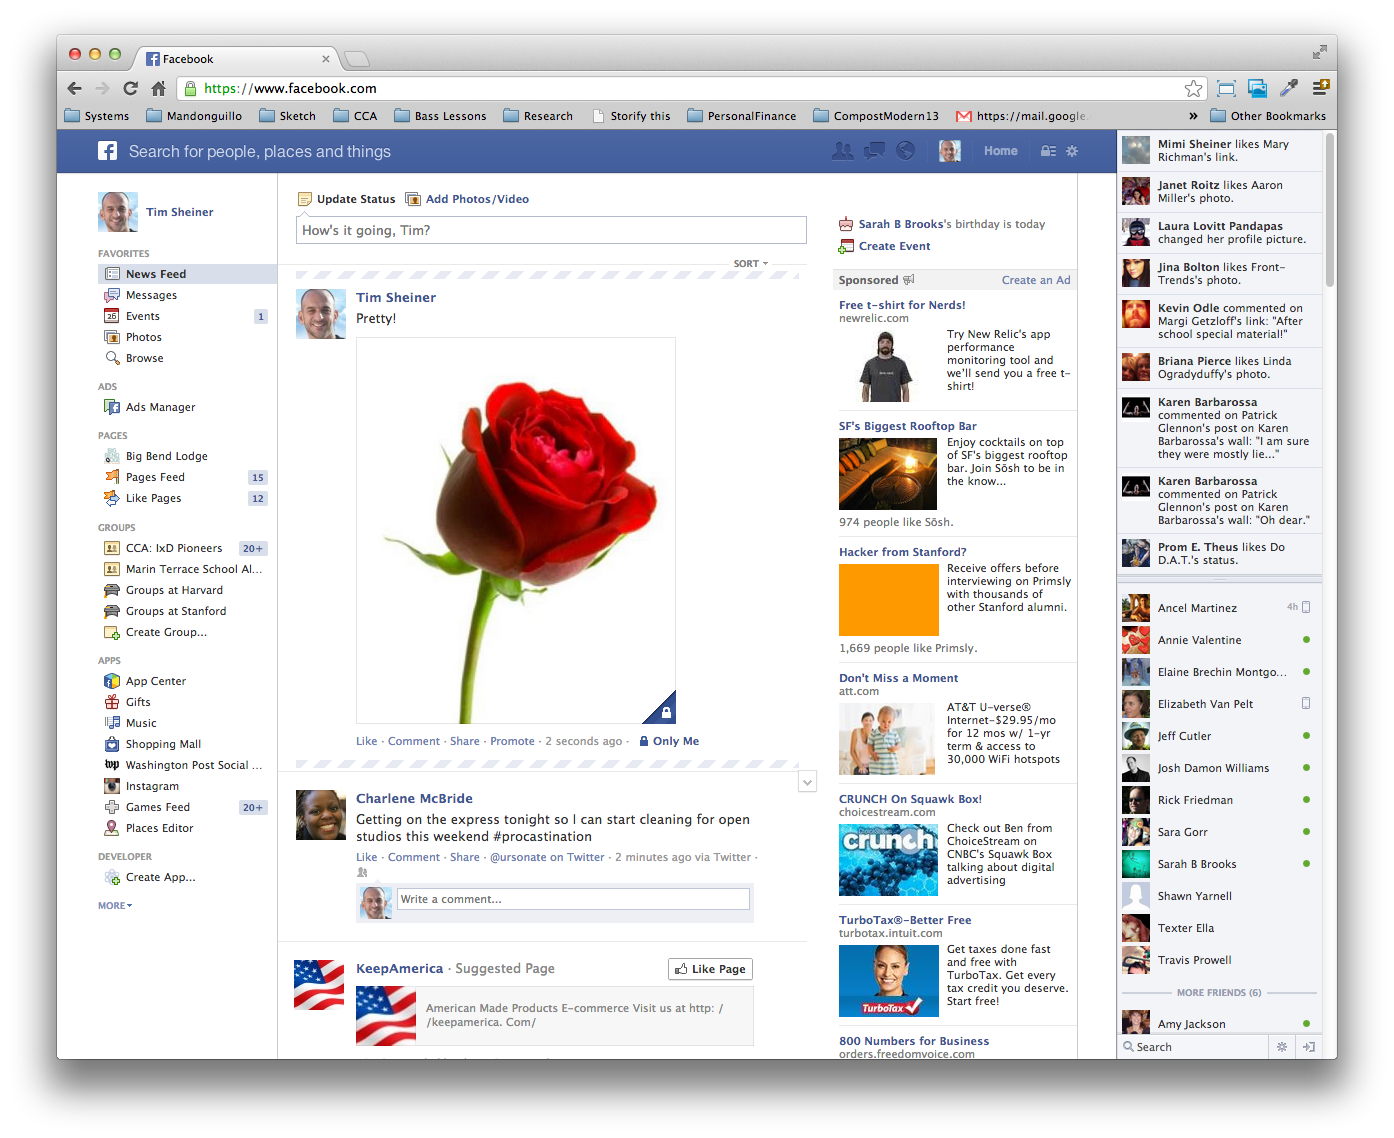 Facebook
https://www.facebook.com
Systems
Mandonguillo
Sketch
CCA
Bass Lessons
Research
Storify this
PersonalFinance
CompostModern13
https://mail.google.
»
Other Bookmarks
Search for people, places and things
Home
Tim Sheiner
FAVORITES
News Feed
Messages
26 Events 1
Photos
Browse
ADS
Ads Manager
PAGES
Big Bend Lodge
Pages Feed 15
Like Pages 12
GROUPS
CCA: IxD Pioneers 20+
Marin Terrace School Al...
Groups at Harvard
Groups at Stanford
Create Group...
APPS
App Center
Gifts
Music
Shopping Mall
wp Washington Post Social ...
Instagram
Games Feed 20+
Places Editor
DEVELOPER
Create App...
MORE
Update Status Add Photos/Video
How's it going, Tim?
SORT
Tim Sheiner
Pretty!
Like · Comment · Share · Promote · 2 seconds ago · Only Me
Charlene McBride
Getting on the express tonight so I can start cleaning for open
studios this weekend #procastination
Like · Comment · Share · @ursonate on Twitter · 2 minutes ago via Twitter ·
Write a comment...
KeepAmerica · Suggested Page
Like Page
American Made Products E-commerce Visit us at http: /
/keepamerica. Com/
Sarah B Brooks's birthday is today
Create Event
Sponsored
Create an Ad
Free t-shirt for Nerds!
newrelic.com
Try New Relic's app
performance
monitoring tool and
we'll send you a free t-
shirt!
SF's Biggest Rooftop Bar
Enjoy cocktails on top
of SF's biggest rooftop
bar. Join Sōsh to be in
the know...
974 people like Sōsh.
Hacker from Stanford?
Receive offers before
interviewing on Primsly
with thousands of
other Stanford alumni.
1,669 people like Primsly.
Don't Miss a Moment
att.com
AT&T U-verse®
Internet-$29.95/mo
for 12 mos w/ 1-yr
term & access to
30,000 WiFi hotspots
CRUNCH On Squawk Box!
choicestream.com
crunch
Check out Ben from
ChoiceStream on
CNBC's Squawk Box
talking about digital
advertising
TurboTax®-Better Free
turbotax.intuit.com
TurboTax
Get taxes done fast
and free with
TurboTax. Get every
tax credit you deserve.
Start free!
800 Numbers for Business
orders.freedomvoice.com
Mimi Sheiner likes Mary
Richman's link.
Janet Roitz likes Aaron
Miller's photo.
Laura Lovitt Pandapas
changed her profile picture.
Jina Bolton likes Front-
Trends's photo.
Kevin Odle commented on
Margi Getzloff's link: "After
school special material!"
Briana Pierce likes Linda
Ogradyduffy's photo.
Karen Barbarossa
commented on Patrick
Glennon's post on Karen
Barbarossa's wall: "I am sure
they were mostly lie..."
Karen Barbarossa
commented on Patrick
Glennon's post on Karen
Barbarossa's wall: "Oh dear."
Prom E. Theus likes Do
D.A.T.'s status.
Ancel Martinez 4h
Annie Valentine
Elaine Brechin Montgo...
Elizabeth Van Pelt
Jeff Cutler
Josh Damon Williams
Rick Friedman
Sara Gorr
Sarah B Brooks
Shawn Yarnell
Texter Ella
Travis Prowell
MORE FRIENDS (6)
Amy Jackson
Search